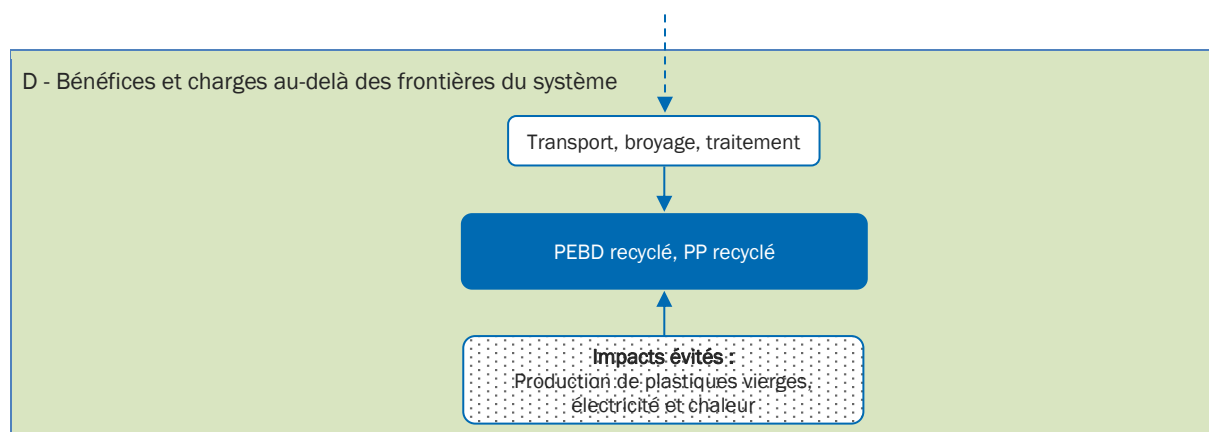 D - Bénéfices et charges au-delà des frontières du système
Transport, broyage, traitement
PEBD recyclé, PP recyclé
Impacts évités :
Production de plastiques vierges,
électricité et chaleur